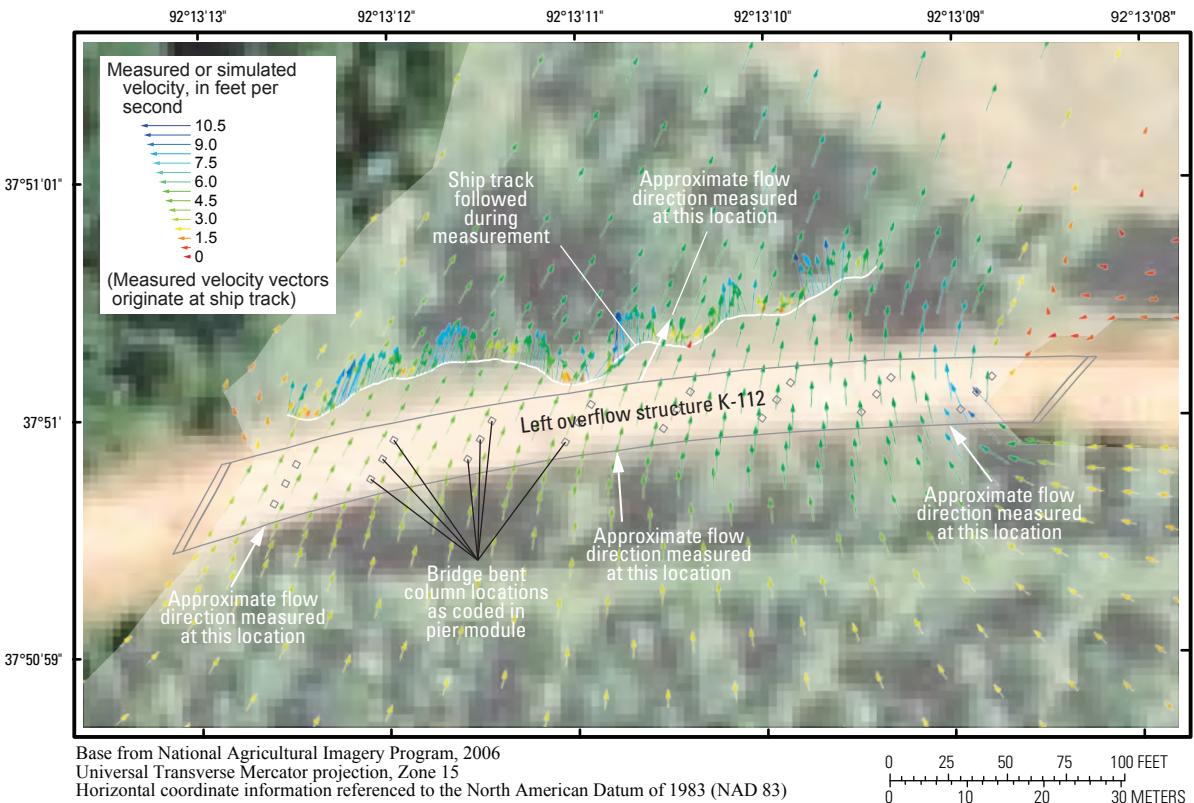 92°13'13" 92°13'12" 92°13'11" 92°13'10" 92°13'09" 92°13'08"
Measured or simulated
velocity, in feet per
second
10.5
9.0
7.5
6.0
4.5
3.0
1.5
0
(Measured velocity vectors
originate at ship track)
37°51'01"
37°51'
37°50'59"
Ship track
followed
during
measurement
Approximate flow
direction measured
at this location
Left overflow structure K-112
Approximate flow
direction measured
at this location
Approximate flow
direction measured
at this location
Bridge bent
column locations
as coded in
pier module
Approximate flow
direction measured
at this location
Base from National Agricultural Imagery Program, 2006
Universal Transverse Mercator projection, Zone 15
Horizontal coordinate information referenced to the North American Datum of 1983 (NAD 83)
0 25 50 75 100 FEET
0 10 20 30 METERS